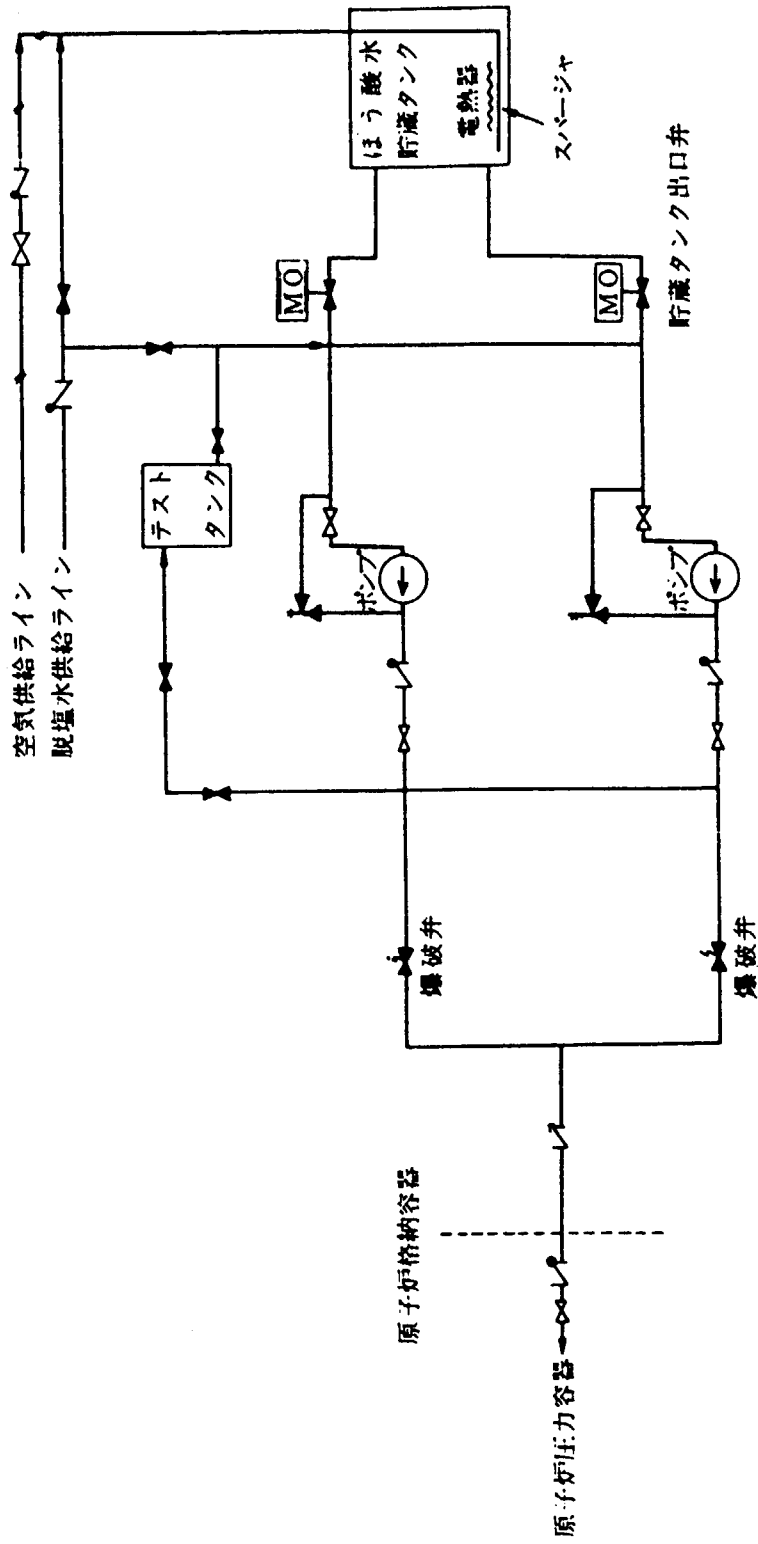 空気供給ライン
脱塩水供給ライン
テスト
タンク
ほう酸水
貯蔵タンク
電熱器
スパージャ
MO
MO
貯蔵タンク出口弁
ポンプ
ポンプ
爆破弁
爆破弁
原子炉格納容器
原子炉圧力容器